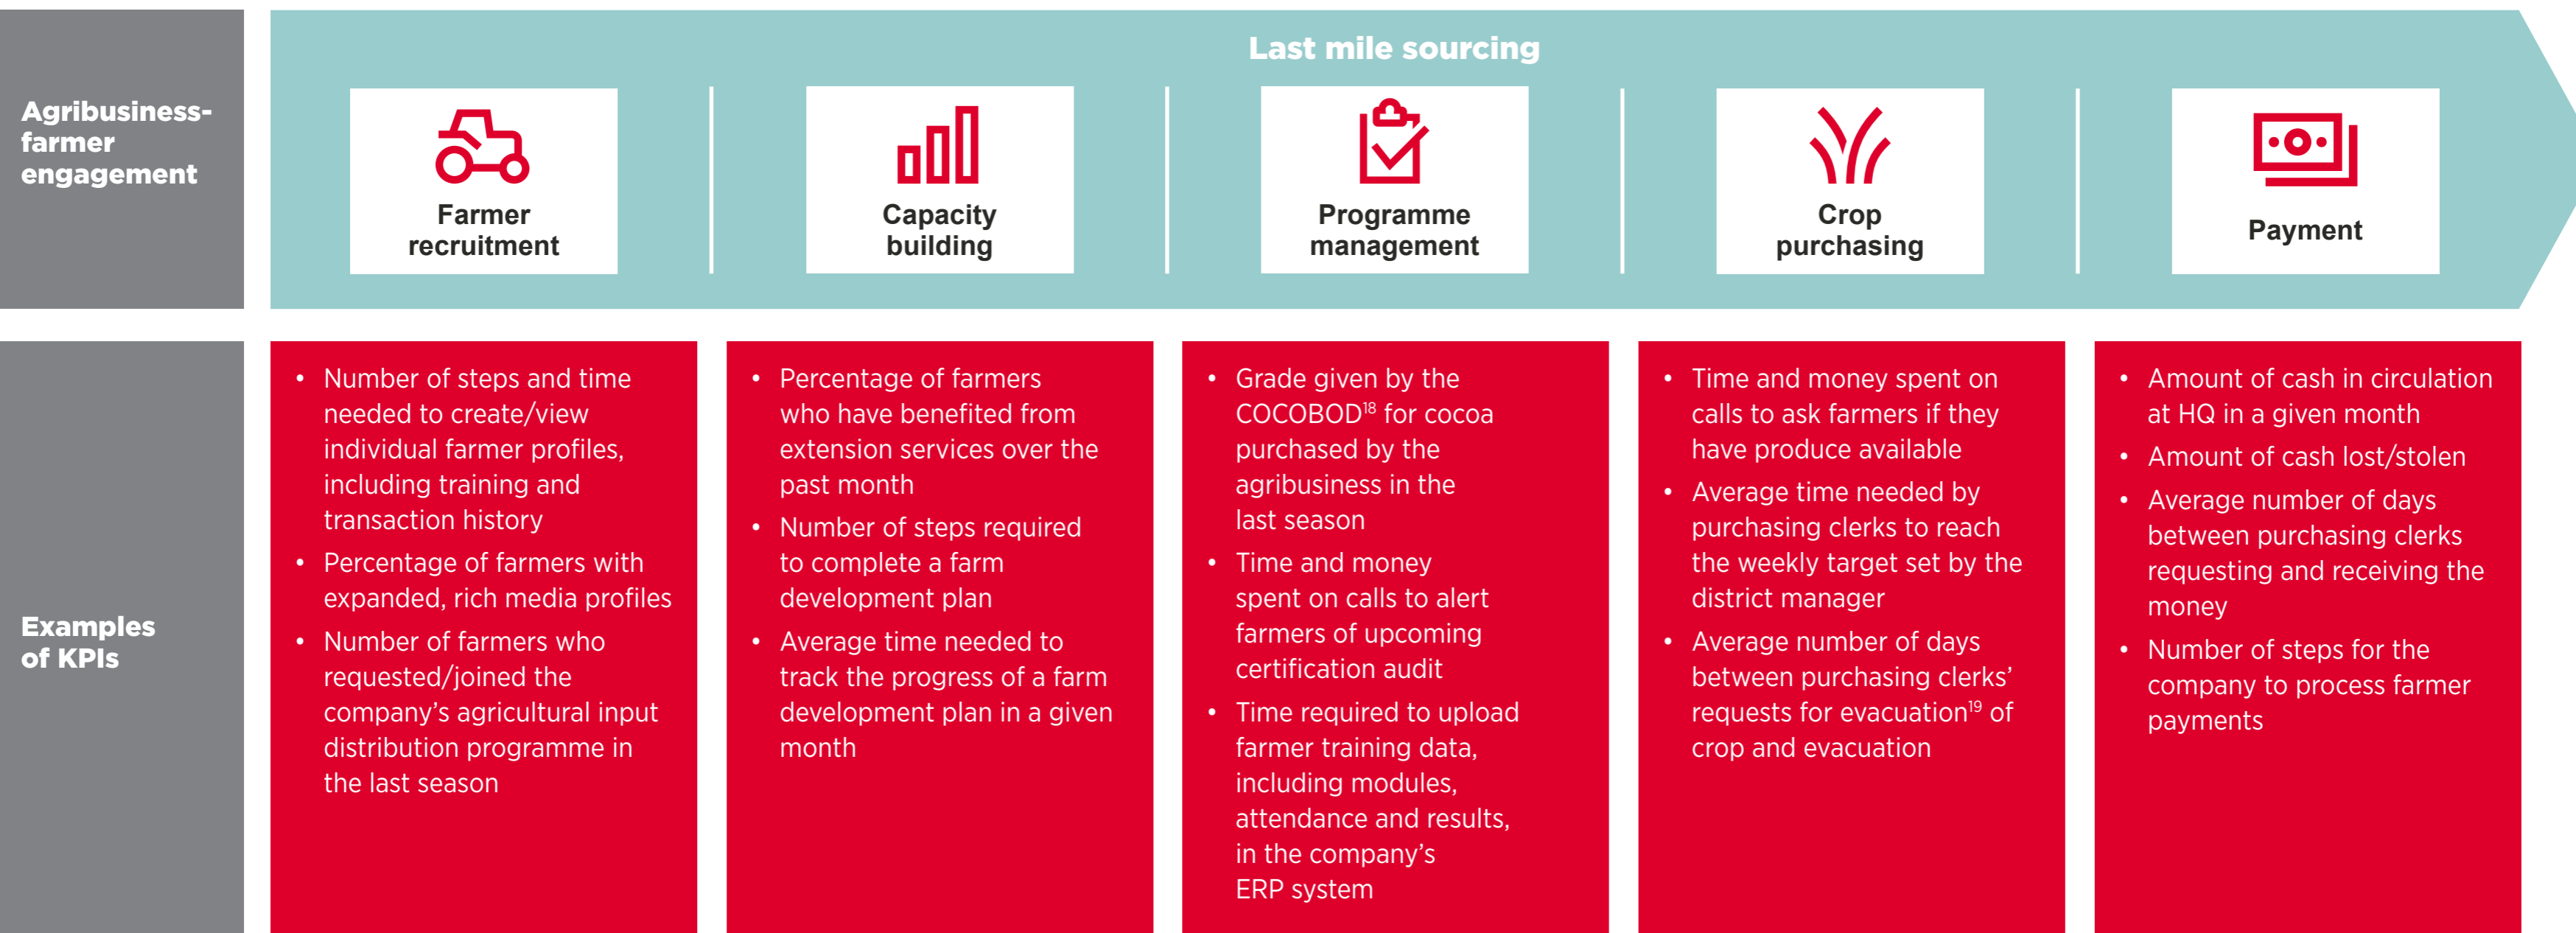 Agribusiness-
farmer
engagement
Last mile sourcing
Farmer
recruitment
Capacity
building
Programme
management
Crop
purchasing
Payment
Examples
of KPIs
• Number of steps and time
needed to create/view
individual farmer profiles,
including training and
transaction history
• Percentage of farmers with
expanded, rich media profiles
• Number of farmers who
requested/joined the
company’s agricultural input
distribution programme in
the last season
• Percentage of farmers
who have benefited from
extension services over the
past month
• Number of steps required
to complete a farm
development plan
• Average time needed to
track the progress of a farm
development plan in a given
month
• Grade given by the
COCOBOD¹⁸ for cocoa
purchased by the
agribusiness in the
last season
• Time and money
spent on calls to alert
farmers of upcoming
certification audit
• Time required to upload
farmer training data,
including modules,
attendance and results,
in the company’s
ERP system
• Time and money spent on
calls to ask farmers if they
have produce available
• Average time needed by
purchasing clerks to reach
the weekly target set by the
district manager
• Average number of days
between purchasing clerks’
requests for evacuation¹⁹ of
crop and evacuation
• Amount of cash in circulation
at HQ in a given month
• Amount of cash lost/stolen
• Average number of days
between purchasing clerks
requesting and receiving the
money
• Number of steps for the
company to process farmer
payments